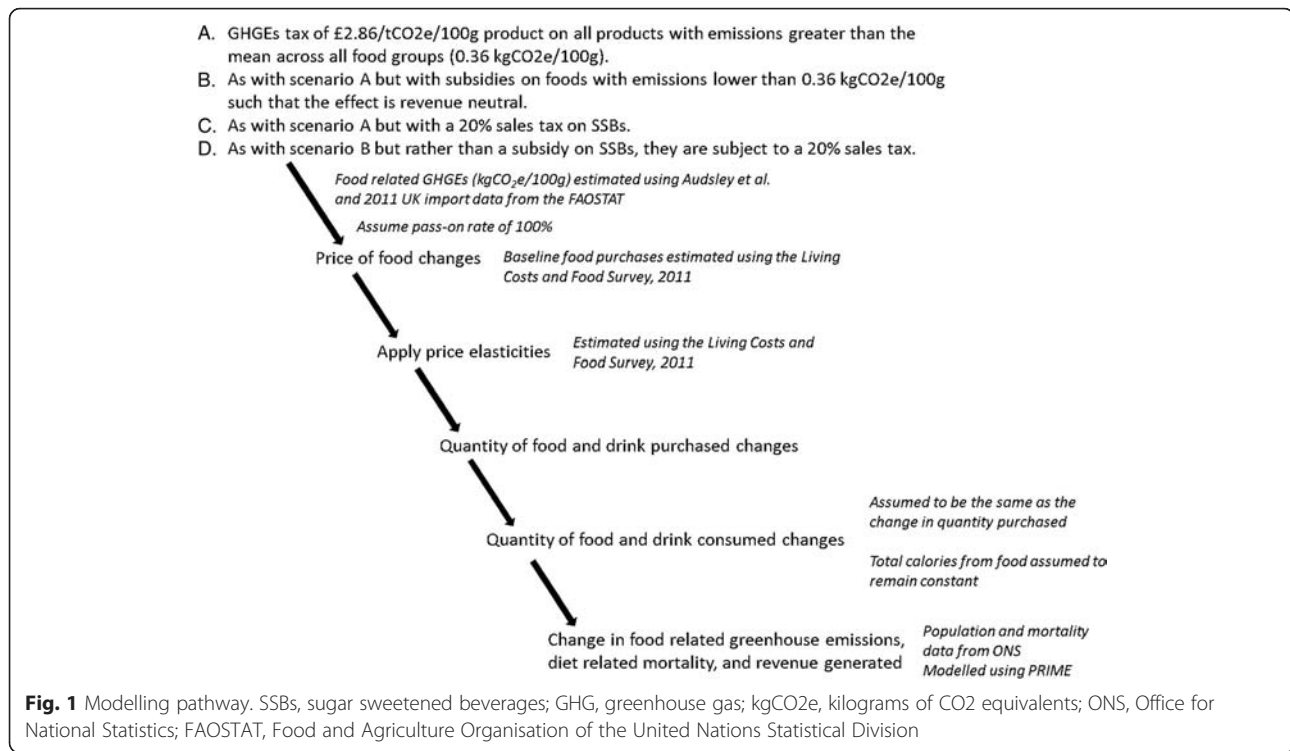 A. GHGEs tax of £2.86/tCO2e/100g product on all products with emissions greater than the
mean across all food groups (0.36 kgCO2e/100g).
B. As with scenario A but with subsidies on foods with emissions lower than 0.36 kgCO2e/100g
such that the effect is revenue neutral.
C. As with scenario A but with a 20% sales tax on SSBs.
D. As with scenario B but rather than a subsidy on SSBs, they are subject to a 20% sales tax.
Food related GHGEs (kgCO₂e/100g) estimated using Audsley et al.
and 2011 UK import data from the FAOSTAT
Assume pass-on rate of 100%
Price of food changes
Baseline food purchases estimated using the Living
Costs and Food Survey, 2011
Apply price elasticities
Estimated using the Living Costs and
Food Survey, 2011
Quantity of food and drink purchased changes
Assumed to be the same as the
change in quantity purchased
Quantity of food and drink consumed changes
Total calories from food assumed to
remain constant
Change in food related greenhouse emissions,
diet related mortality, and revenue generated
Population and mortality
data from ONS
Modelled using PRIME
Fig. 1 Modelling pathway. SSBs, sugar sweetened beverages; GHG, greenhouse gas; kgCO2e, kilograms of CO2 equivalents; ONS, Office for
National Statistics; FAOSTAT, Food and Agriculture Organisation of the United Nations Statistical Division